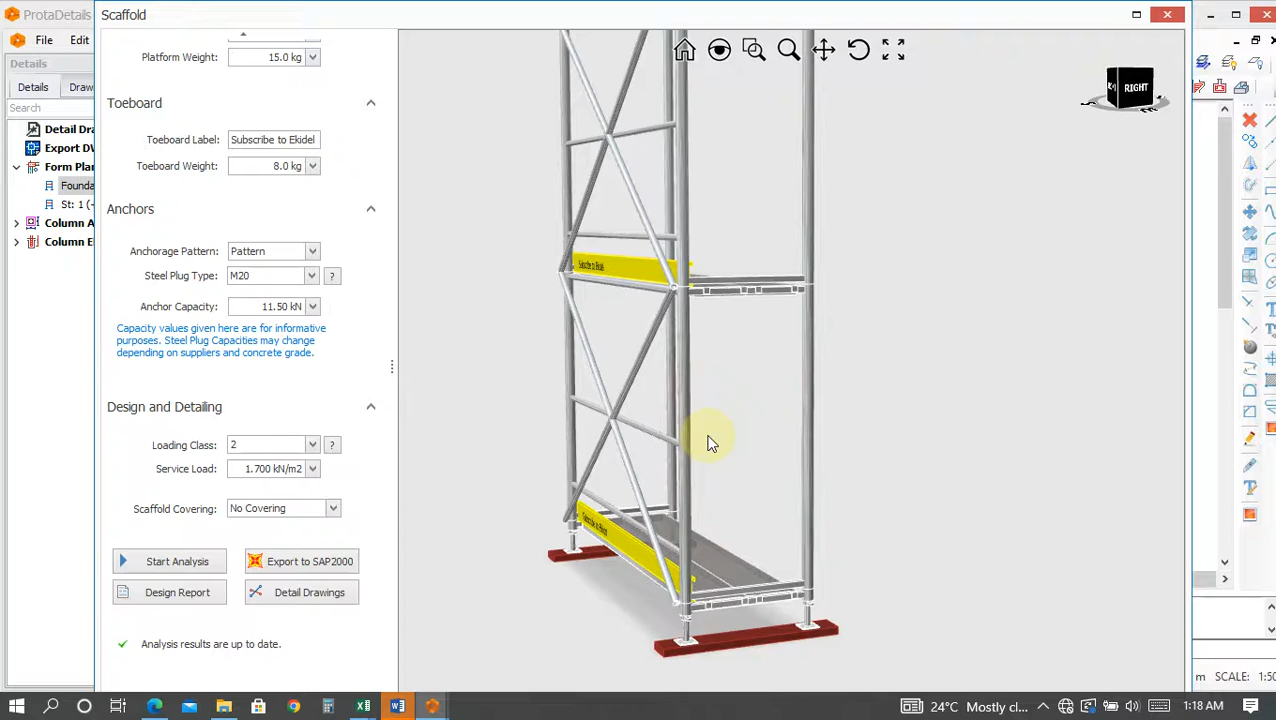 ProtaDetails
Scaffold
File
Edit
Details
Details
Draw
Search
Detail Dra
Export DW
Form Plan
Founda
St: 1 (-
Column A
Column E
Platform Weight:
15.0 kg
Toeboard
Toeboard Label:
Subscribe to Ekidel
Toeboard Weight:
8.0 kg
Anchors
Anchorage Pattern:
Pattern
Steel Plug Type:
M20
?
Anchor Capacity:
11.50 kN
Capacity values given here are for informative
purposes. Steel Plug Capacities may change
depending on suppliers and concrete grade.
Design and Detailing
Loading Class:
2
?
Service Load:
1.700 kN/m2
Scaffold Covering:
No Covering
Start Analysis
Export to SAP2000
Design Report
Detail Drawings
Analysis results are up to date.
RIGHT
Subscribe to Ekidel
m SCALE: 1:50
24°C Mostly cl...
1:18 AM